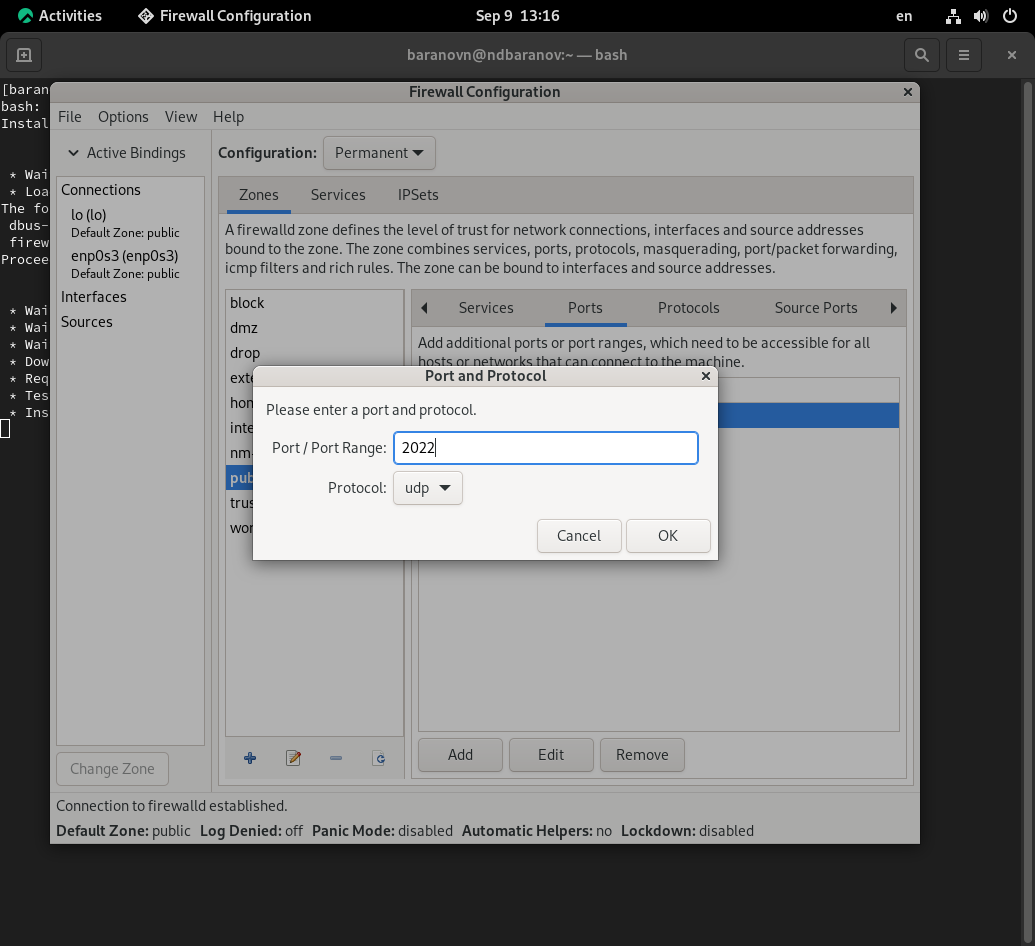 Activities Firewall Configuration Sep 9 13:16 en
baranovn@ndbaranov:~ — bash
[baran
bash:
Instal
* Wai
* Loa
The fo
dbus-
firew
Procee
* Wai
* Wai
* Wai
* Dow
* Req
* Tes
* Ins
Firewall Configuration
File Options View Help
Active Bindings
Connections
lo (lo)
Default Zone: public
enp0s3 (enp0s3)
Default Zone: public
Interfaces
Sources
Change Zone
Configuration: Permanent
Zones Services IPSets
A firewalld zone defines the level of trust for network connections, interfaces and source addresses
bound to the zone. The zone combines services, ports, protocols, masquerading, port/packet forwarding,
icmp filters and rich rules. The zone can be bound to interfaces and source addresses.
block
dmz
drop
exte
hon
inte
nm-
pub
trus
wor
Services Ports Protocols Source Ports
Add additional ports or port ranges, which need to be accessible for all
hosts or networks that can connect to the machine.
Port and Protocol
Please enter a port and protocol.
Port / Port Range: 2022
Protocol: udp
Cancel OK
Add Edit Remove
Connection to firewalld established.
Default Zone: public Log Denied: off Panic Mode: disabled Automatic Helpers: no Lockdown: disabled